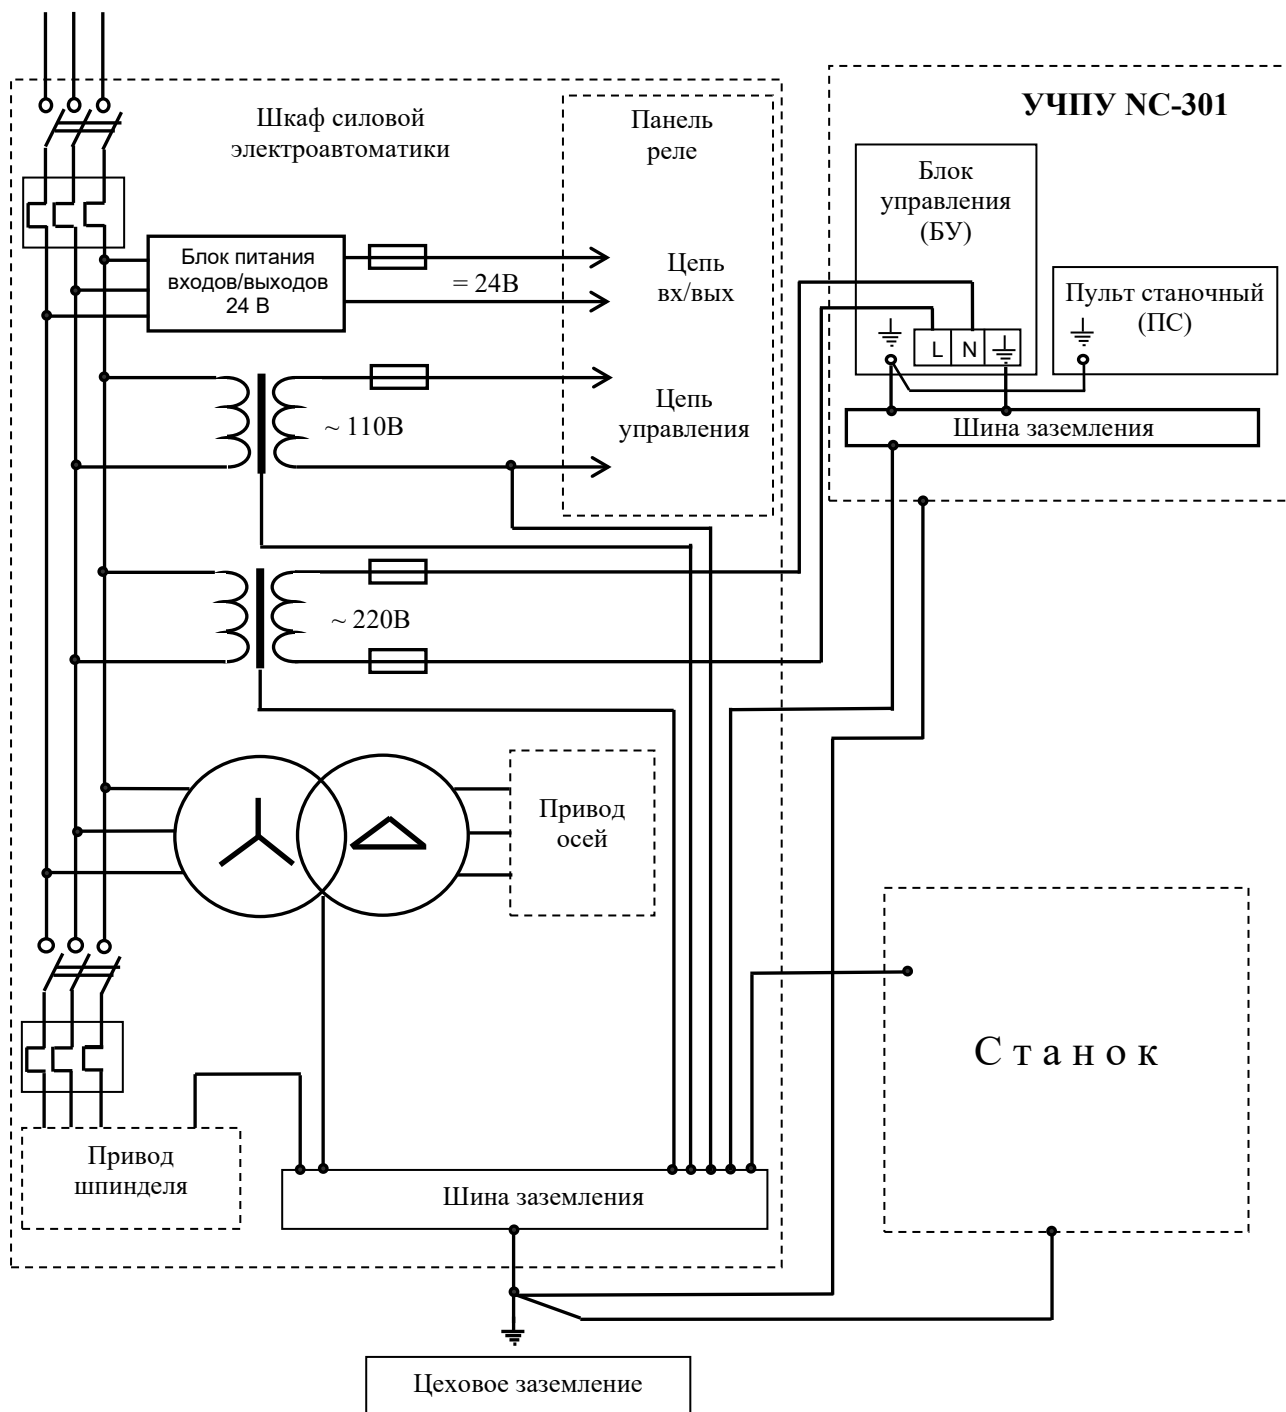 Шкаф силовой
электроавтоматики
Панель
реле
УЧПУ NC-301
Блок
управления
(БУ)
Блок питания
входов/выходов
24 В
= 24В
Цепь
вх/вых
Пульт станочный
(ПС)
L N
~ 110В
Цепь
управления
Шина заземления
~ 220В
Привод
осей
Станок
Привод
шпинделя
Шина заземления
Цеховое заземление